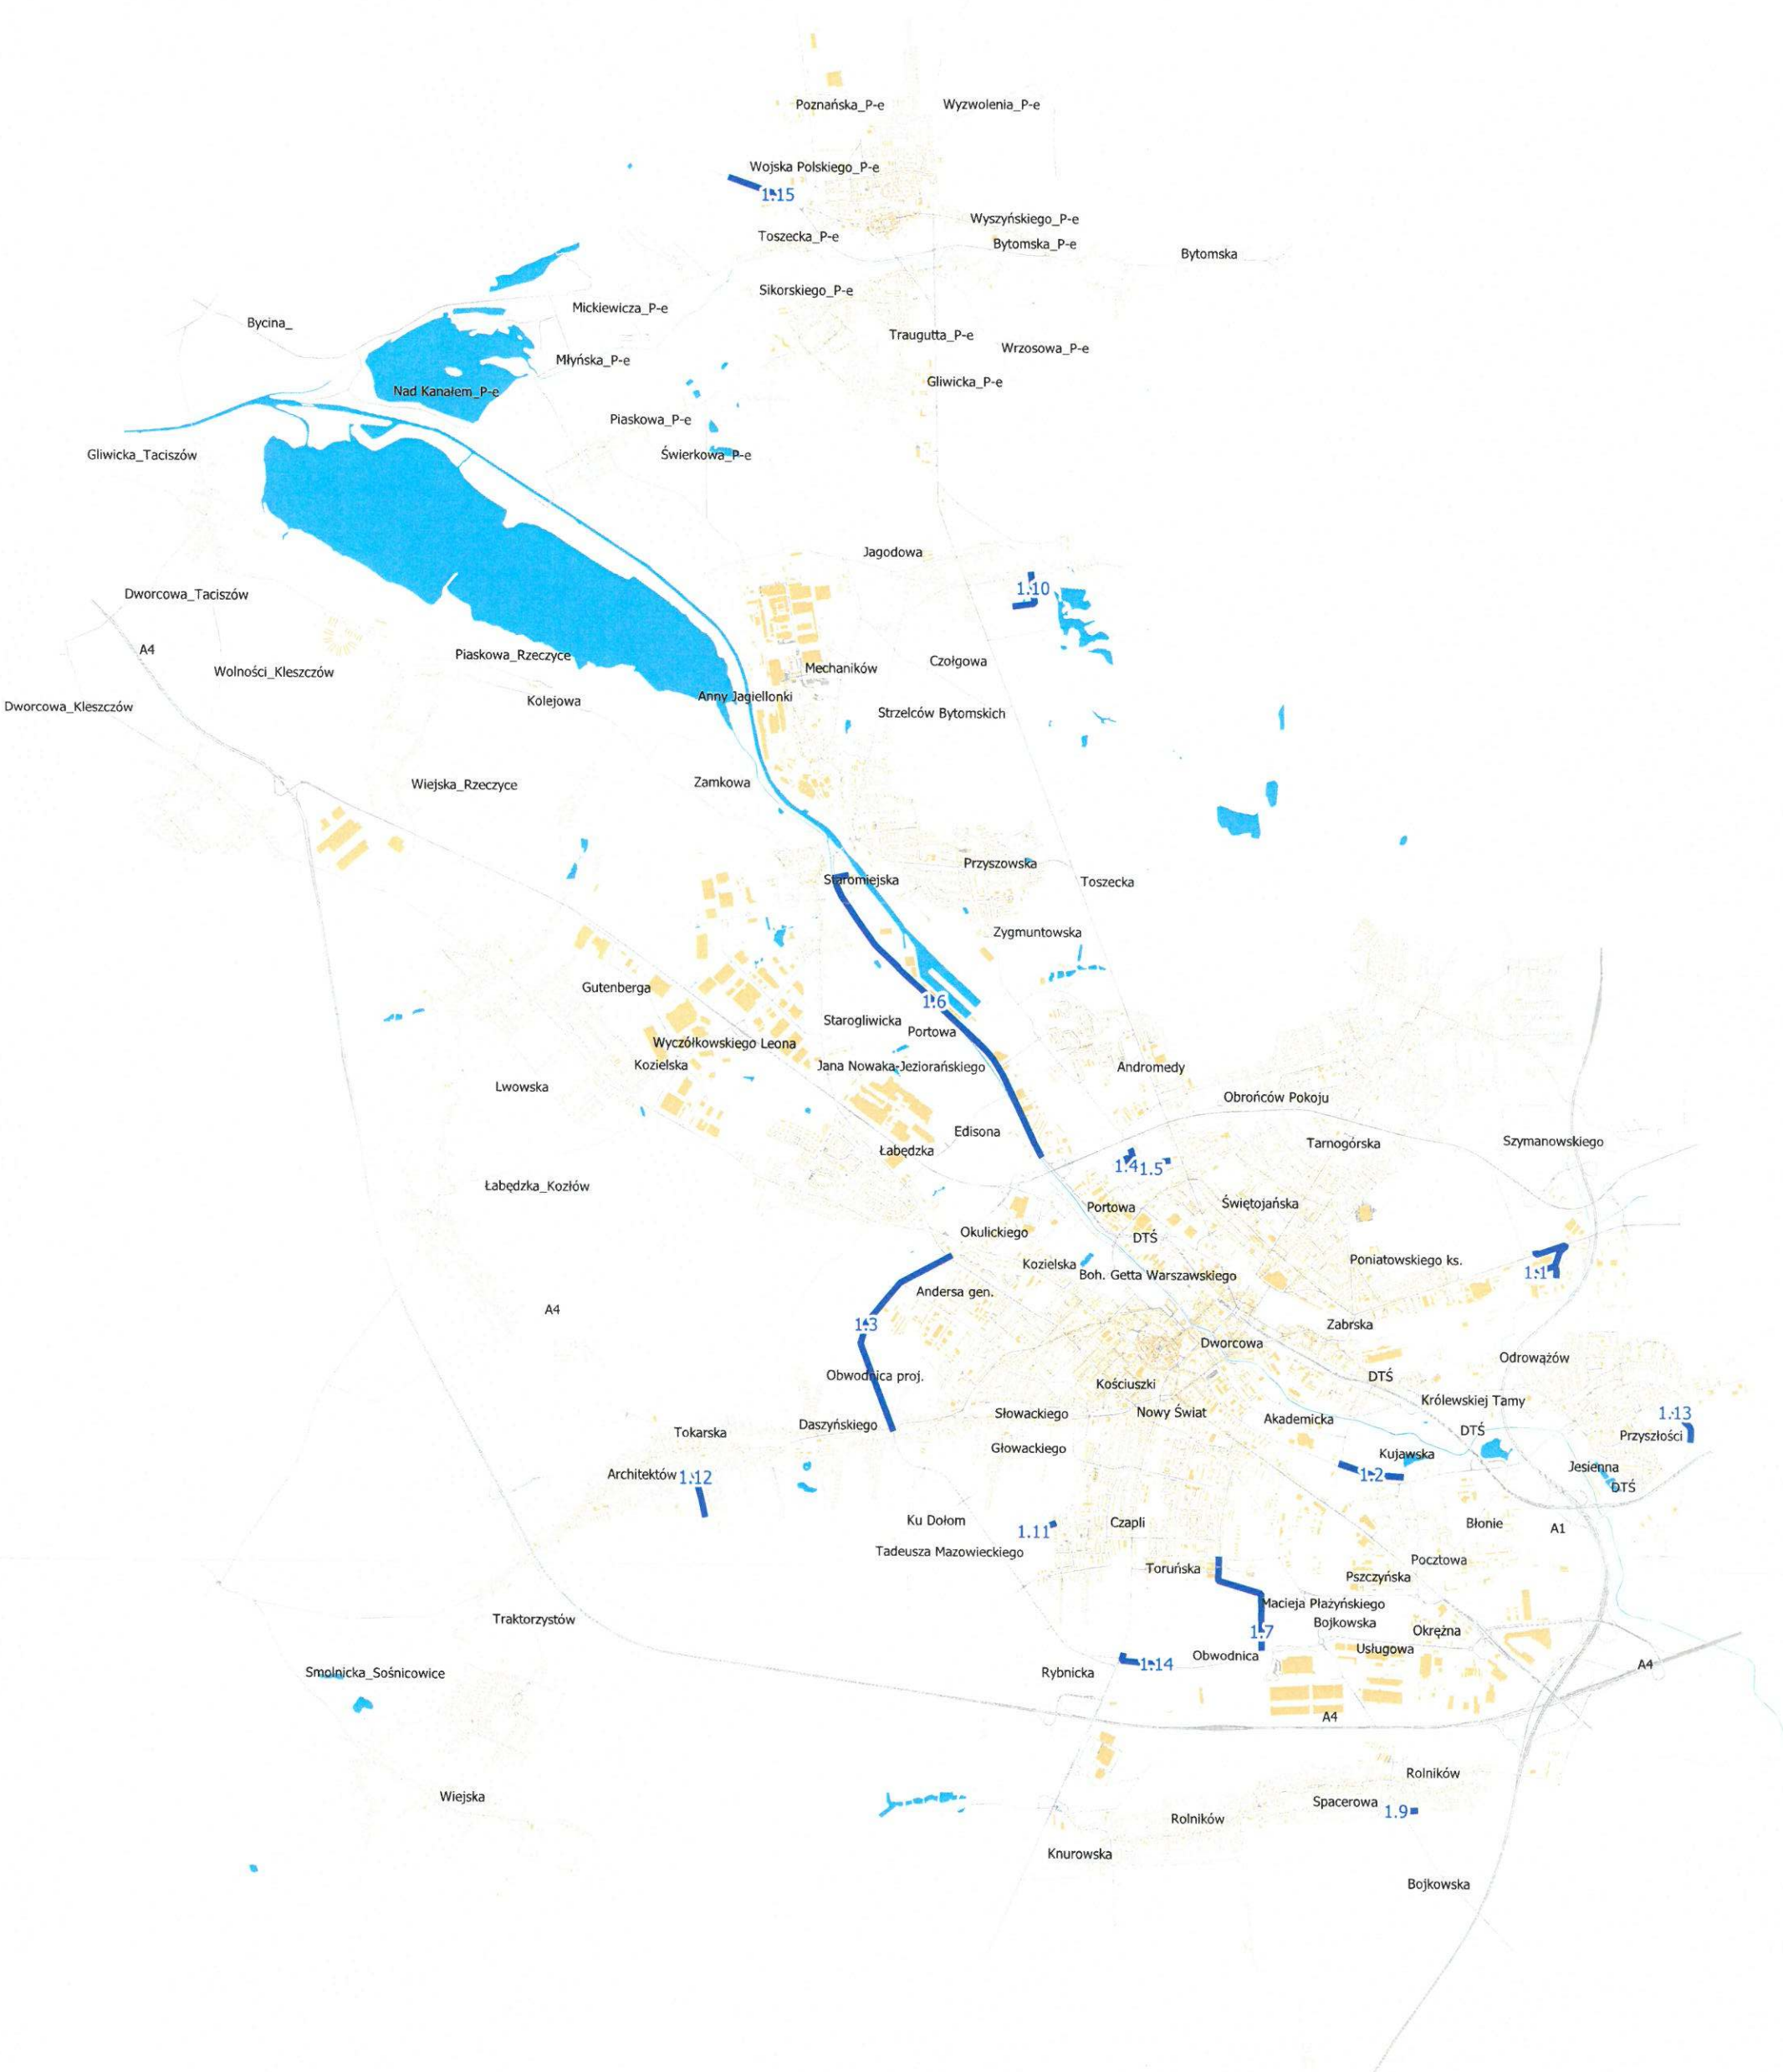 Poznańska_P-e
Wyzwolenia_P-e
Wojska Polskiego_P-e
1.15
Wyszyńskiego_P-e
Toszecka_P-e
Bytomska_P-e
Bytomska
Sikorskiego_P-e
Mickiewicza_P-e
Bycina_
Traugutta_P-e
Wrzosowa_P-e
Młyńska_P-e
Gliwicka_P-e
Nad Kanałem_P-e
Piaskowa_P-e
Gliwicka_Taciszów
Świerkowa_P-e
Jagodowa
1.10
Dworcowa_Taciszów
A4
Piaskowa_Rzeczyce
Czołgowa
Wolności_Kleszczów
Mechaników
Anny Jagiellonki
Kolejowa
Dworcowa_Kleszczów
Strzelców Bytomskich
Zamkowa
Wiejska_Rzeczyce
Przyszowska
Staromiejska
Toszecka
Zygmuntowska
Gutenberga
1.6
Starogliwicka
Portowa
Wyczółkowskiego Leona
Kozielska
Jana Nowaka-Jeziorańskiego
Andromedy
Lwowska
Obrońców Pokoju
Edisona
Tarnogórska
Szymanowskiego
Łabędzka
1.4
1.5
Łabędzka_Kozłów
Świętojańska
Portowa
Okulickiego
DTŚ
Kozielska
Poniatowskiego ks.
Boh. Getta Warszawskiego
1.1
Andersa gen.
A4
1.3
Zabrska
Dworcowa
Odrowążów
Obwodnica proj.
DTŚ
Kościuszki
Królewskiej Tamy
Słowackiego
Nowy Świat
Akademicka
1.13
Daszyńskiego
Tokarska
DTŚ
Przyszłości
Głowackiego
Kujawska
Architektów
1.12
1.2
Jesienna
DTŚ
Ku Dołom
1.11
Czapli
Błonie
A1
Tadeusza Mazowieckiego
Pocztowa
Toruńska
Pszczyńska
Macieja Płażyńskiego
Traktorzystów
Bojkowska
1.7
Okrężna
Usługowa
Obwodnica
1.14
A4
Smolnicka_Sośnicowice
Rybnicka
A4
Rolników
Wiejska
Spacerowa
1.9
Rolników
Knurowska
Bojkowska